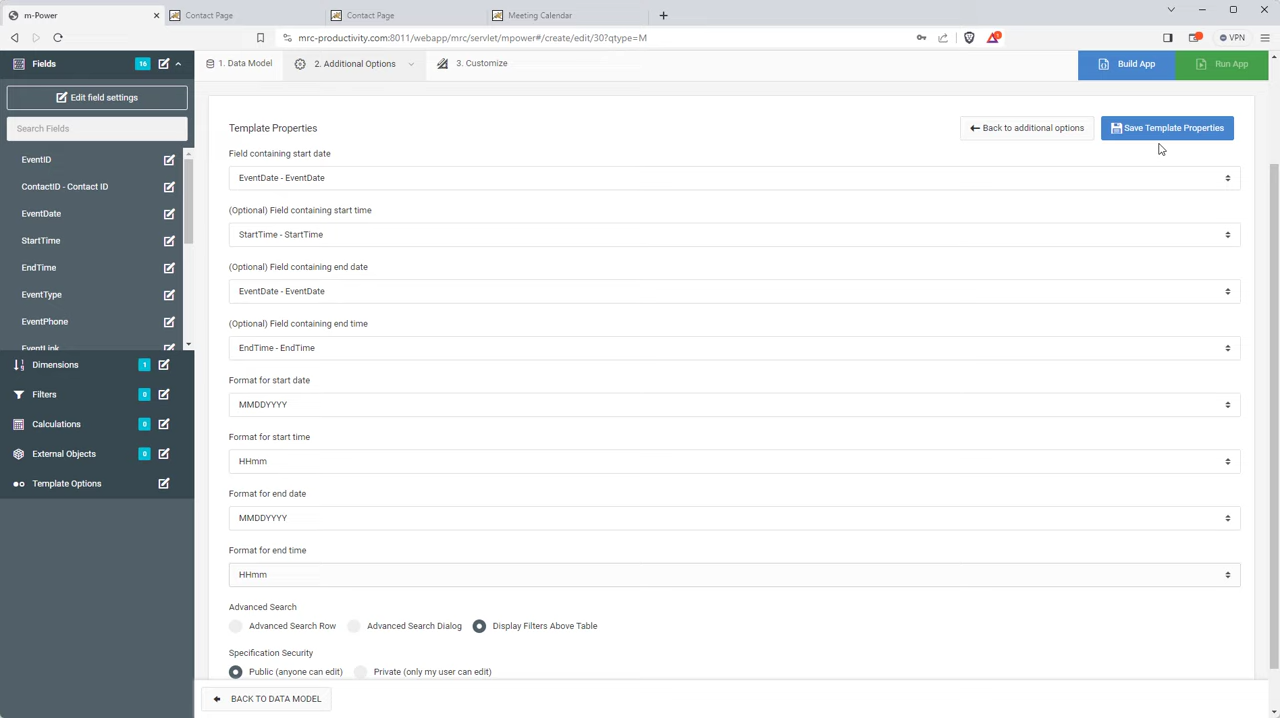 m-Power
Contact Page
Contact Page
Meeting Calendar
mrc-productivity.com:8011/webapp/mrc/servlet/mpower#/create/edit/30?qtype=M
VPN
Fields
16
1. Data Model
2. Additional Options
3. Customize
Build App
Run App
Edit field settings
Search Fields
EventID
ContactID - Contact ID
EventDate
StartTime
EndTime
EventType
EventPhone
EventLink
Dimensions
1
Filters
0
Calculations
0
External Objects
0
Template Options
Template Properties
Back to additional options
Save Template Properties
Field containing start date
EventDate - EventDate
(Optional) Field containing start time
StartTime - StartTime
(Optional) Field containing end date
EventDate - EventDate
(Optional) Field containing end time
EndTime - EndTime
Format for start date
MMDDYYYY
Format for start time
HHmm
Format for end date
MMDDYYYY
Format for end time
HHmm
Advanced Search
Advanced Search Row
Advanced Search Dialog
Display Filters Above Table
Specification Security
Public (anyone can edit)
Private (only my user can edit)
BACK TO DATA MODEL